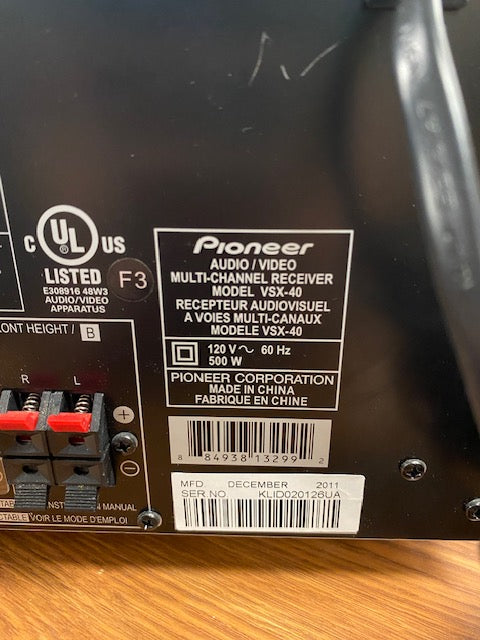 C UL US
LISTED
E308916 48W3
AUDIO/VIDEO
APPARATUS
F3
Pioneer
AUDIO / VIDEO
MULTI-CHANNEL RECEIVER
MODEL VSX-40
RECEPTEUR AUDIOVISUEL
A VOIES MULTI-CANAUX
MODELE VSX-40
120 V~ 60 Hz
500 W
PIONEER CORPORATION
MADE IN CHINA
FABRIQUE EN CHINE
HEIGHT / B
R L
+
−
8 84938 13299 2
MFD. DECEMBER 2011
SER NO. KLID020126UA
MANUAL
VOIR LE MODE D'EMPLOI